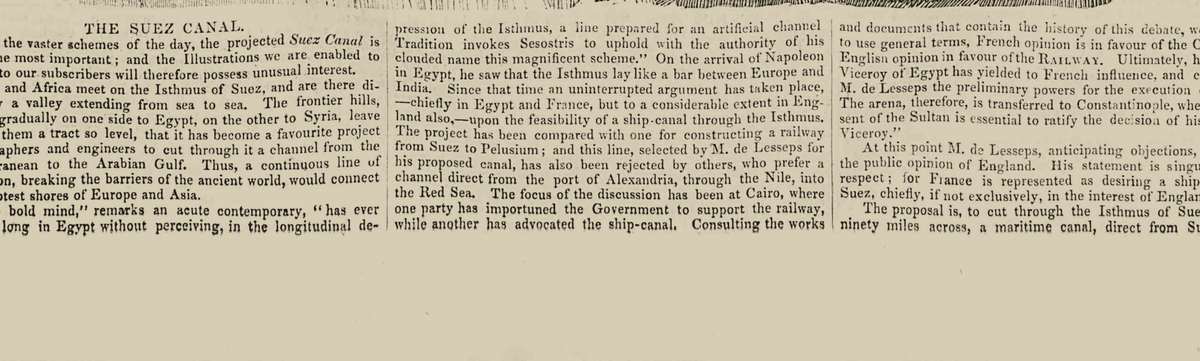 THE SUEZ CANAL.
the vaster schemes of the day, the projected Suez Canal is
most important; and the Illustrations we are enabled to
to our subscribers will therefore possess unusual interest.
and Africa meet on the Isthmus of Suez, and are there di-
a valley extending from sea to sea. The frontier hills,
gradually on one side to Egypt, on the other to Syria, leave
them a tract so level, that it has become a favourite project
aphers and engineers to cut through it a channel from the
ranean to the Arabian Gulf. Thus, a continuous line of
on, breaking the barriers of the ancient world, would connect
otest shores of Europe and Asia.
bold mind," remarks an acute contemporary, "has ever
long in Egypt without perceiving, in the longitudinal de-
pression of the Isthmus, a line prepared for an artificial channel
Tradition invokes Sesostris to uphold with the authority of his
clouded name this magnificent scheme." On the arrival of Napoleon
in Egypt, he saw that the Isthmus lay like a bar between Europe and
India. Since that time an uninterrupted argument has taken place,
—chiefly in Egypt and France, but to a considerable extent in Eng-
land also,—upon the feasibility of a ship-canal through the Isthmus.
The project has been compared with one for constructing a railway
from Suez to Pelusium; and this line, selected by M. de Lesseps for
his proposed canal, has also been rejected by others, who prefer a
channel direct from the port of Alexandria, through the Nile, into
the Red Sea. The focus of the discussion has been at Cairo, where
one party has importuned the Government to support the railway,
while another has advocated the ship-canal. Consulting the works
and documents that contain the history of this debate, we
to use general terms, French opinion is in favour of the C
English opinion in favour of the RAILWAY. Ultimately, h
Viceroy of Egypt has yielded to French influence, and c
M. de Lesseps the preliminary powers for the execution
The arena, therefore, is transferred to Constantinople, whe
sent of the Sultan is essential to ratify the decision of his
Viceroy."
At this point M. de Lesseps, anticipating objections,
the public opinion of England. His statement is singu
respect; for France is represented as desiring a ship
Suez, chiefly, if not exclusively, in the interest of Englan
The proposal is, to cut through the Isthmus of Sue
ninety miles across, a maritime canal, direct from Su